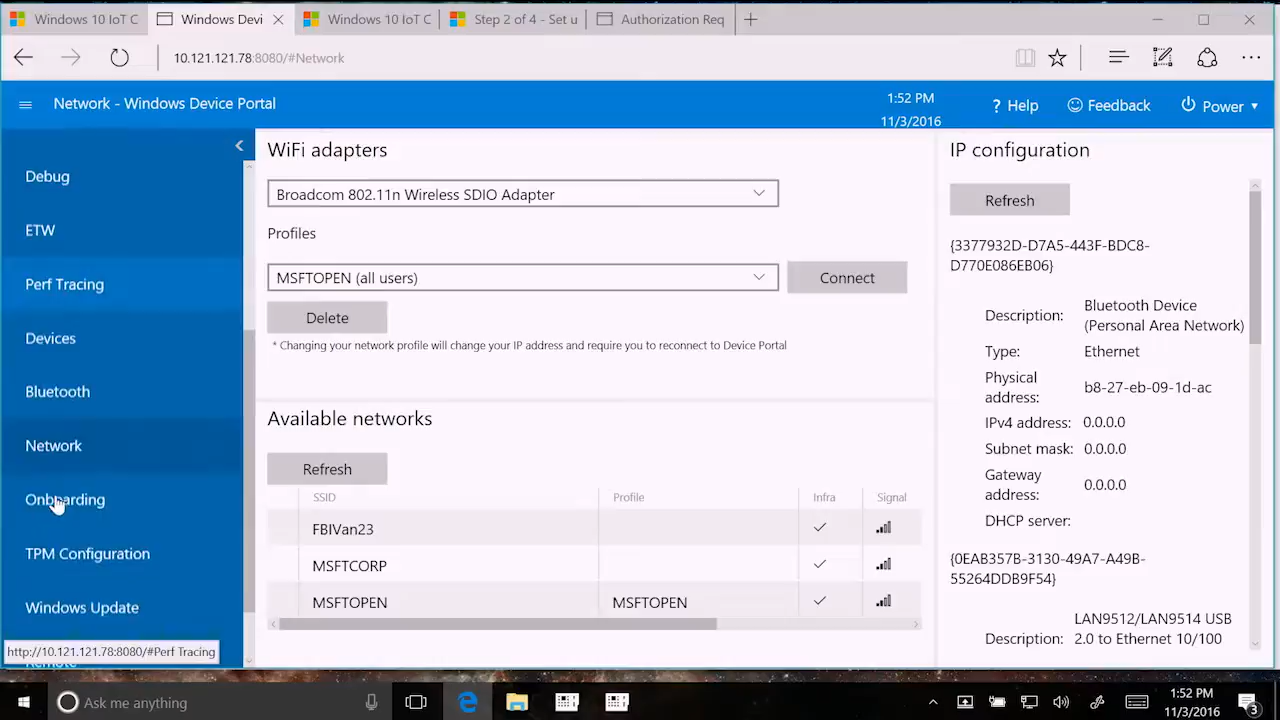 Windows 10 IoT C
Windows Devi
Windows 10 IoT C
Step 2 of 4 - Set u
Authorization Req
10.121.121.78:8080/#Network
Network - Windows Device Portal
1:52 PM
11/3/2016
? Help
Feedback
Power
Debug
ETW
Perf Tracing
Devices
Bluetooth
Network
Onboarding
TPM Configuration
Windows Update
Remote
http://10.121.121.78:8080/#Perf Tracing
WiFi adapters
Broadcom 802.11n Wireless SDIO Adapter
Profiles
MSFTOPEN (all users)
Connect
Delete
* Changing your network profile will change your IP address and require you to reconnect to Device Portal
Available networks
Refresh
SSID Profile Infra Signal
FBIVan23
MSFTCORP
MSFTOPEN MSFTOPEN
IP configuration
Refresh
{3377932D-D7A5-443F-BDC8-
D770E086EB06}
Description: Bluetooth Device
(Personal Area Network)
Type: Ethernet
Physical
address: b8-27-eb-09-1d-ac
IPv4 address: 0.0.0.0
Subnet mask: 0.0.0.0
Gateway
address: 0.0.0.0
DHCP server:
{0EAB357B-3130-49A7-A49B-
55264DDB9F54}
LAN9512/LAN9514 USB
Description: 2.0 to Ethernet 10/100
Ask me anything
1:52 PM
11/3/2016
3